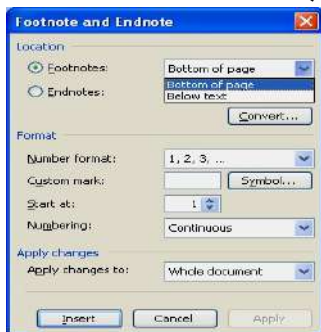 Footnote and Endnote
Location
Footnotes: Bottom of page
Bottom of page
Endnotes: Below text
Convert...
Format
Number format: 1, 2, 3, ...
Custom mark: Symbol...
Start at: 1
Numbering: Continuous
Apply changes
Apply changes to: Whole document
Insert Cancel Apply